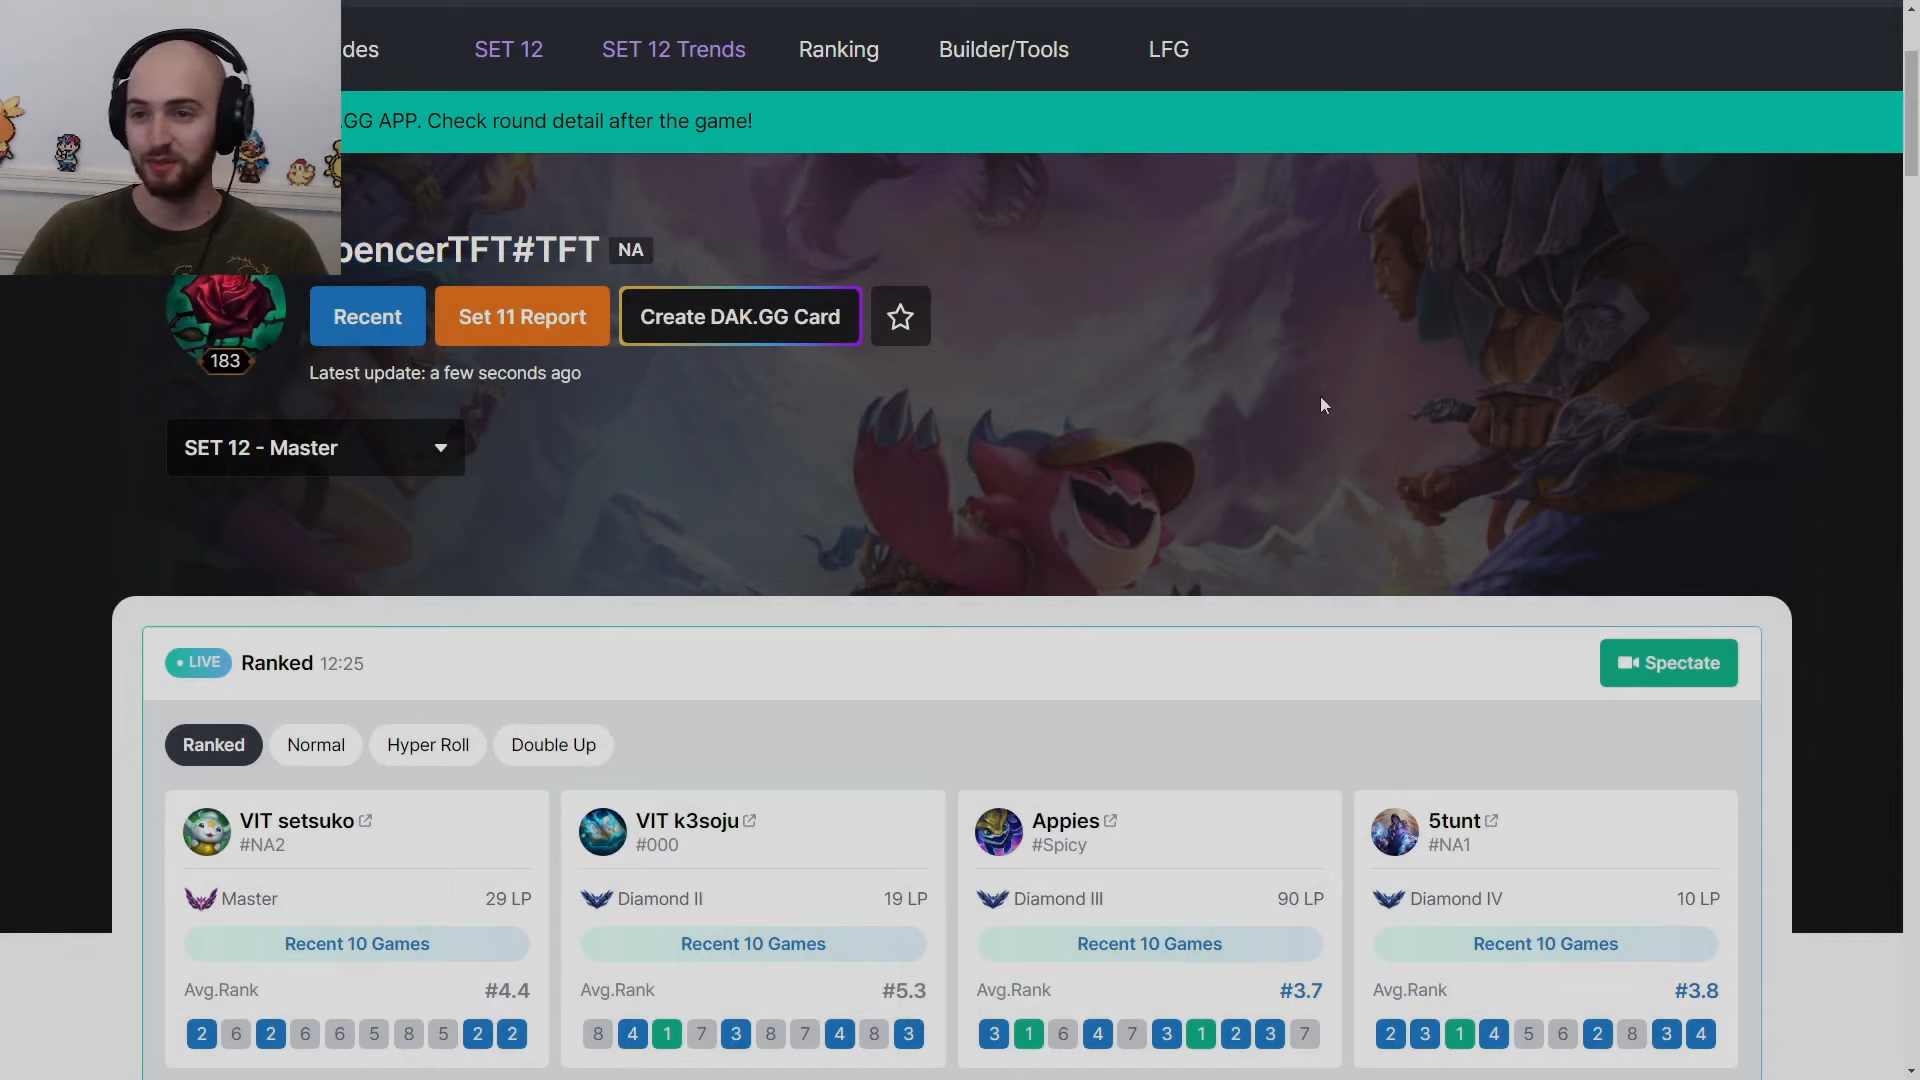 des
SET 12
SET 12 Trends
Ranking
Builder/Tools
LFG
.GG APP. Check round detail after the game!
pencerTFT#TFT
NA
183
Recent
Set 11 Report
Create DAK.GG Card
Latest update: a few seconds ago
SET 12 - Master
LIVE
Ranked 12:25
Spectate
Ranked
Normal
Hyper Roll
Double Up
VIT setsuko
#NA2
Master
29 LP
Recent 10 Games
Avg.Rank
#4.4
2 6 2 6 6 5 8 5 2 2
VIT k3soju
#000
Diamond II
19 LP
Recent 10 Games
Avg.Rank
#5.3
8 4 1 7 3 8 7 4 8 3
Appies
#Spicy
Diamond III
90 LP
Recent 10 Games
Avg.Rank
#3.7
3 1 6 4 7 3 1 2 3 7
5tunt
#NA1
Diamond IV
10 LP
Recent 10 Games
Avg.Rank
#3.8
2 3 1 4 5 6 2 8 3 4